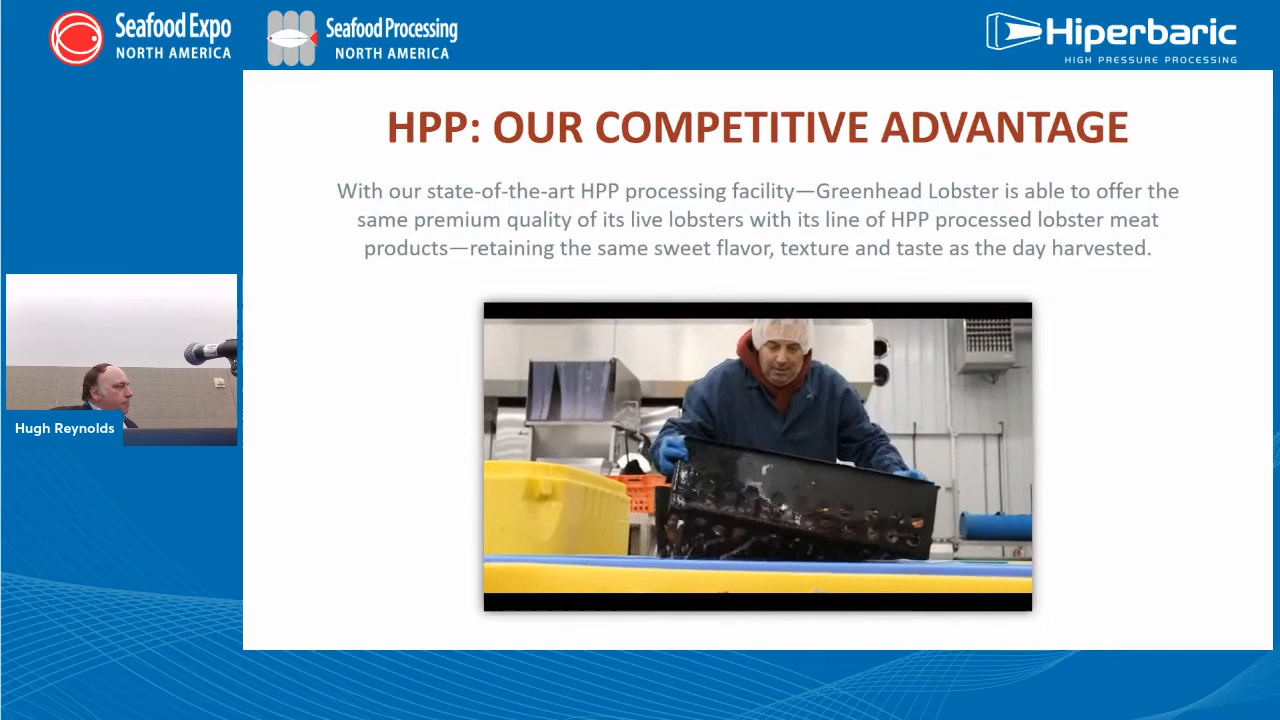 Seafood Expo
NORTH AMERICA
Seafood Processing
NORTH AMERICA
Hiperbaric
HIGH PRESSURE PROCESSING
HPP: OUR COMPETITIVE ADVANTAGE
With our state-of-the-art HPP processing facility—Greenhead Lobster is able to offer the
same premium quality of its live lobsters with its line of HPP processed lobster meat
products—retaining the same sweet flavor, texture and taste as the day harvested.
Hugh Reynolds